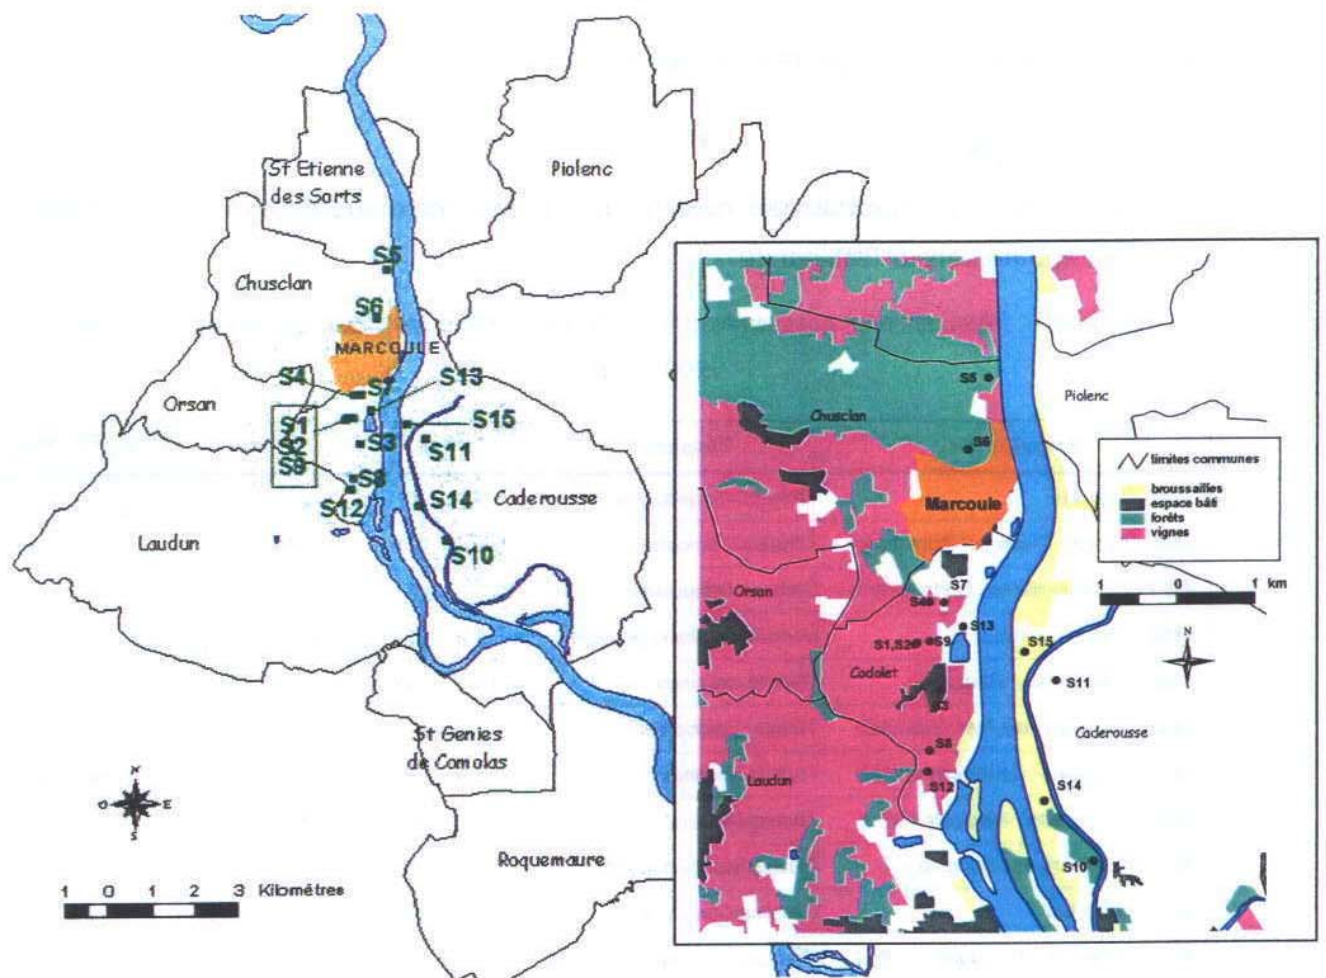 St Etienne
des Sorts
Piolenc
S5
Chusclan
S6
MARCOULE
S4
S7
S13
Orsan
S1
S2
S9
S3
S15
S11
S8
S12
S14
Caderousse
Laudun
S10
St Genies
de Comolas
Roquemaure
N
O
E
S
1 0 1 2 3 Kilométres
S5
Piolenc
Chusclan
S6
Marcoule
limites communes
broussailles
espace bâti
forêts
vignes
1 0 1 km
Orsan
S7
S13
S1,S2
S9
S15
N
Codolet
S11
S3
Caderousse
S8
Laudun
S12
S14
S10